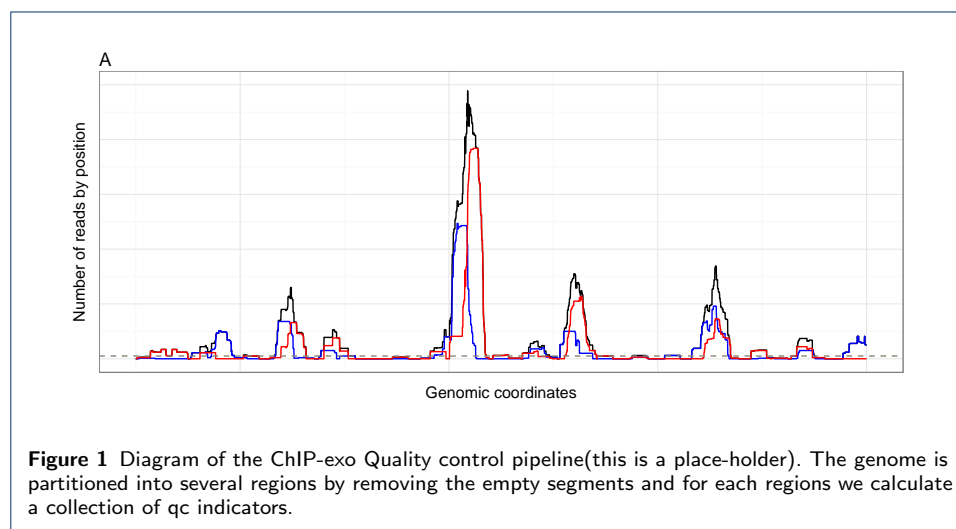 A
Number of reads by position
Genomic coordinates
Figure 1 Diagram of the ChIP-exo Quality control pipeline(this is a place-holder). The genome is
partitioned into several regions by removing the empty segments and for each regions we calculate
a collection of qc indicators.